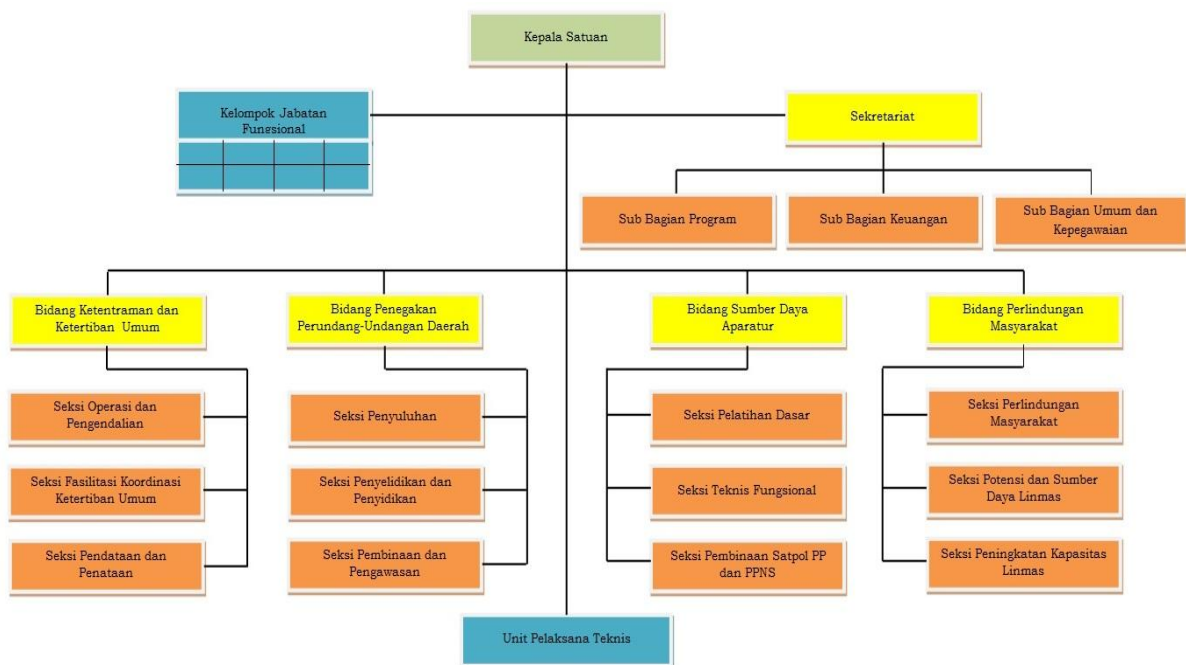 Kepala Satuan
Kelompok Jabatan
Fungsional
Sekretariat
Sub Bagian Program
Sub Bagian Keuangan
Sub Bagian Umum dan
Kepegawaian
Bidang Ketentraman dan
Ketertiban Umum
Bidang Penegakan
Perundang-Undangan Daerah
Bidang Sumber Daya
Aparatur
Bidang Perlindungan
Masyarakat
Seksi Operasi dan
Pengendalian
Seksi Penyuluhan
Seksi Pelatihan Dasar
Seksi Perlindungan
Masyarakat
Seksi Fasilitasi Koordinasi
Ketertiban Umum
Seksi Penyelidikan dan
Penyidikan
Seksi Teknis Fungsional
Seksi Potensi dan Sumber
Daya Linmas
Seksi Pendataan dan
Penataan
Seksi Pembinaan dan
Pengawasan
Seksi Pembinaan Satpol PP
dan PPNS
Seksi Peningkatan Kapasitas
Linmas
Unit Pelaksana Teknis